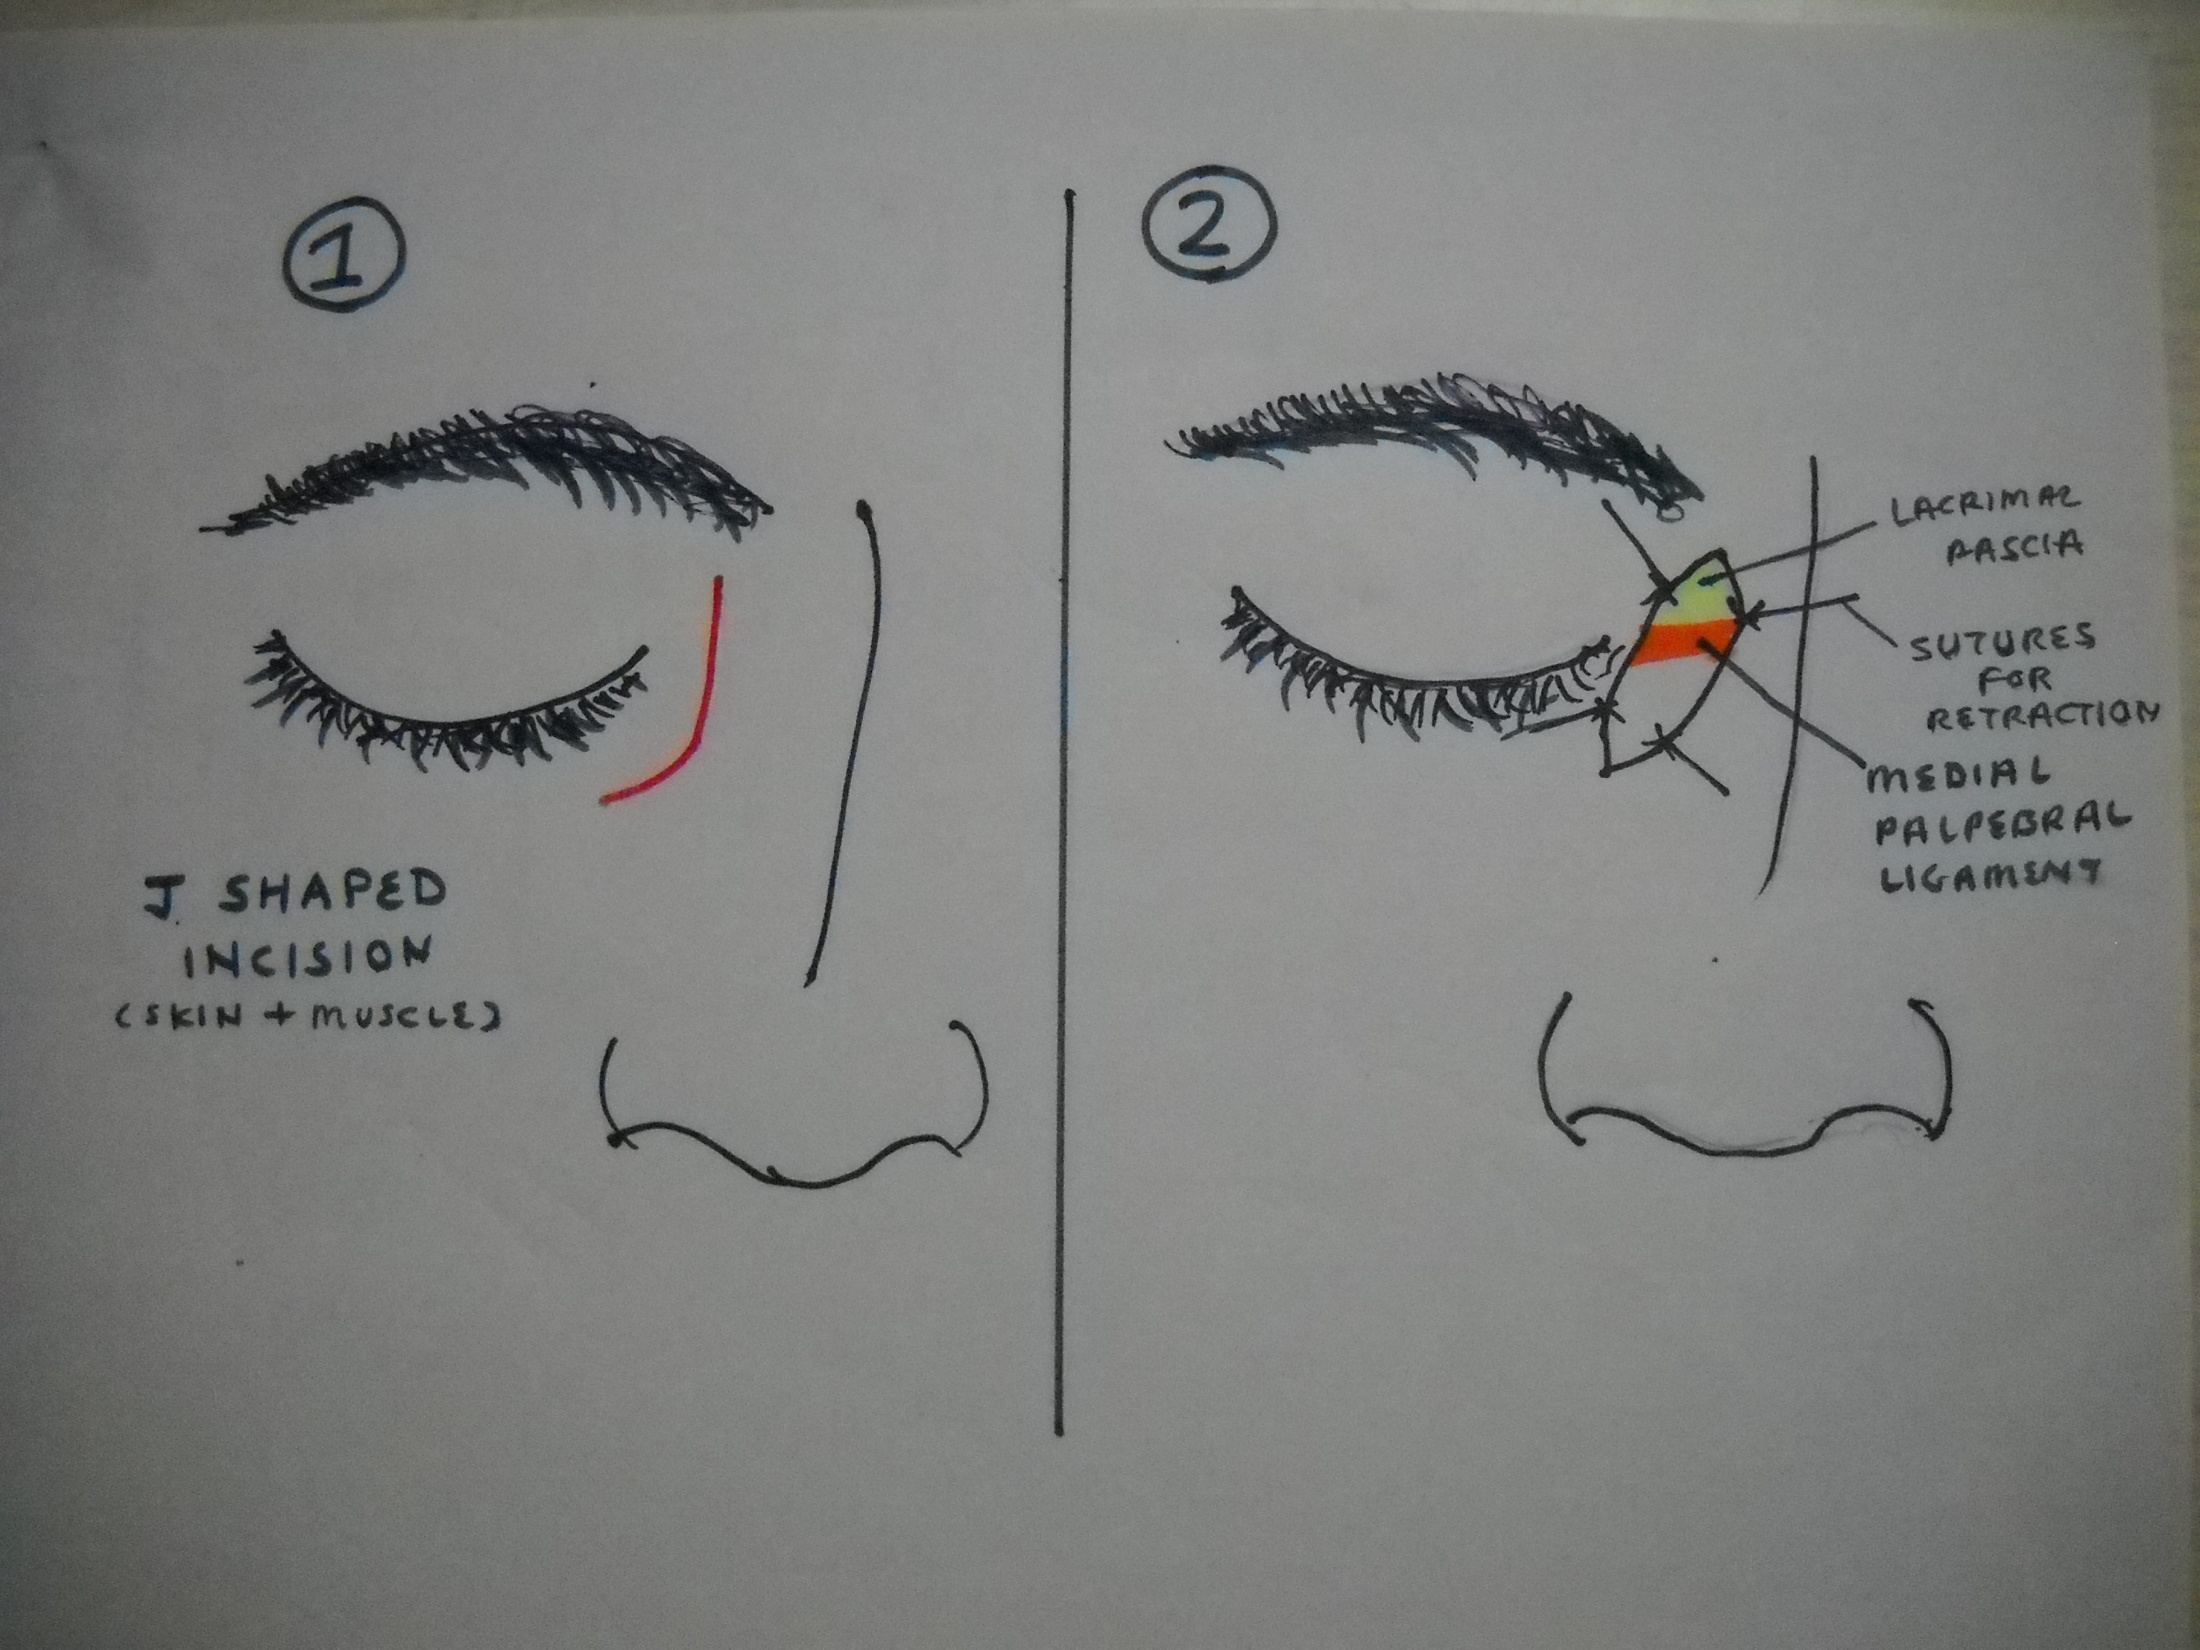 1
J SHAPED
INCISION
(SKIN + MUSCLE)
2
LACRIMAL
FASCIA
SUTURES
FOR
RETRACTION
MEDIAL
PALPEBRAL
LIGAMENT